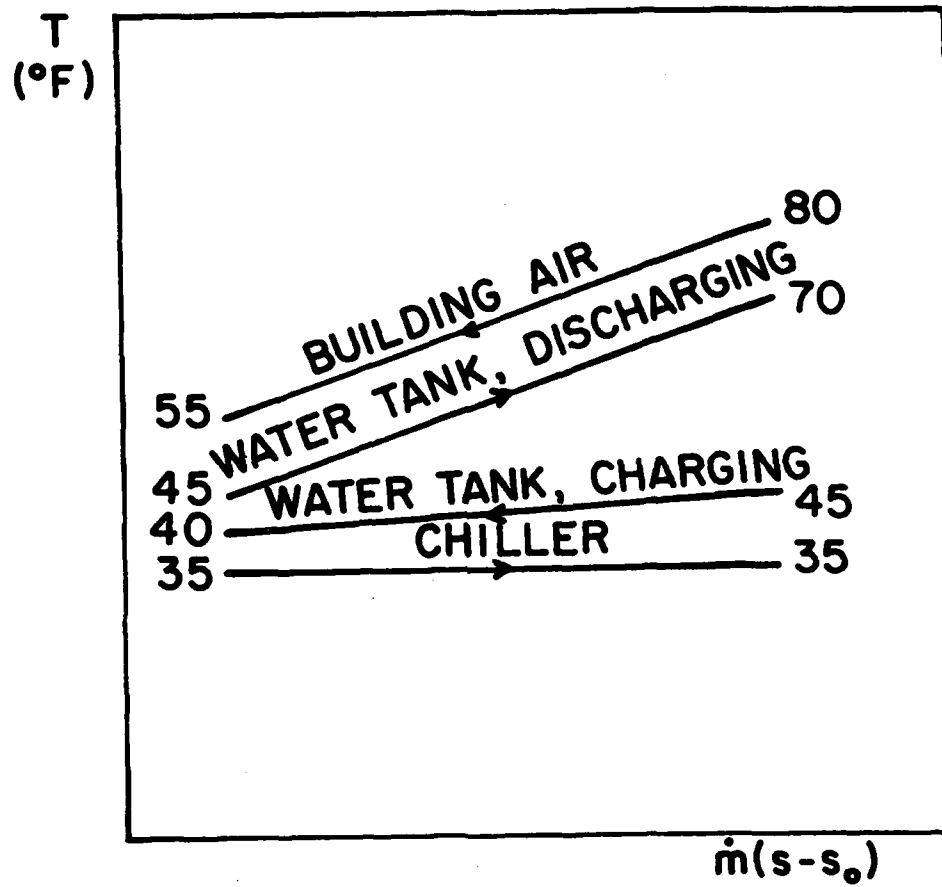 T
(°F)
80
BUILDING AIR
70
WATER TANK, DISCHARGING
55
45
WATER TANK, CHARGING
45
40
CHILLER
35
35
ṁ(s-s₀)